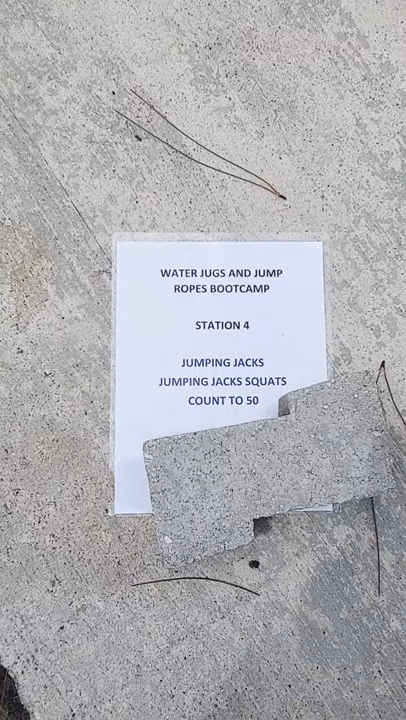 WATER JUGS AND JUMP
ROPES BOOTCAMP
STATION 4
JUMPING JACKS
JUMPING JACKS SQUATS
COUNT TO 50